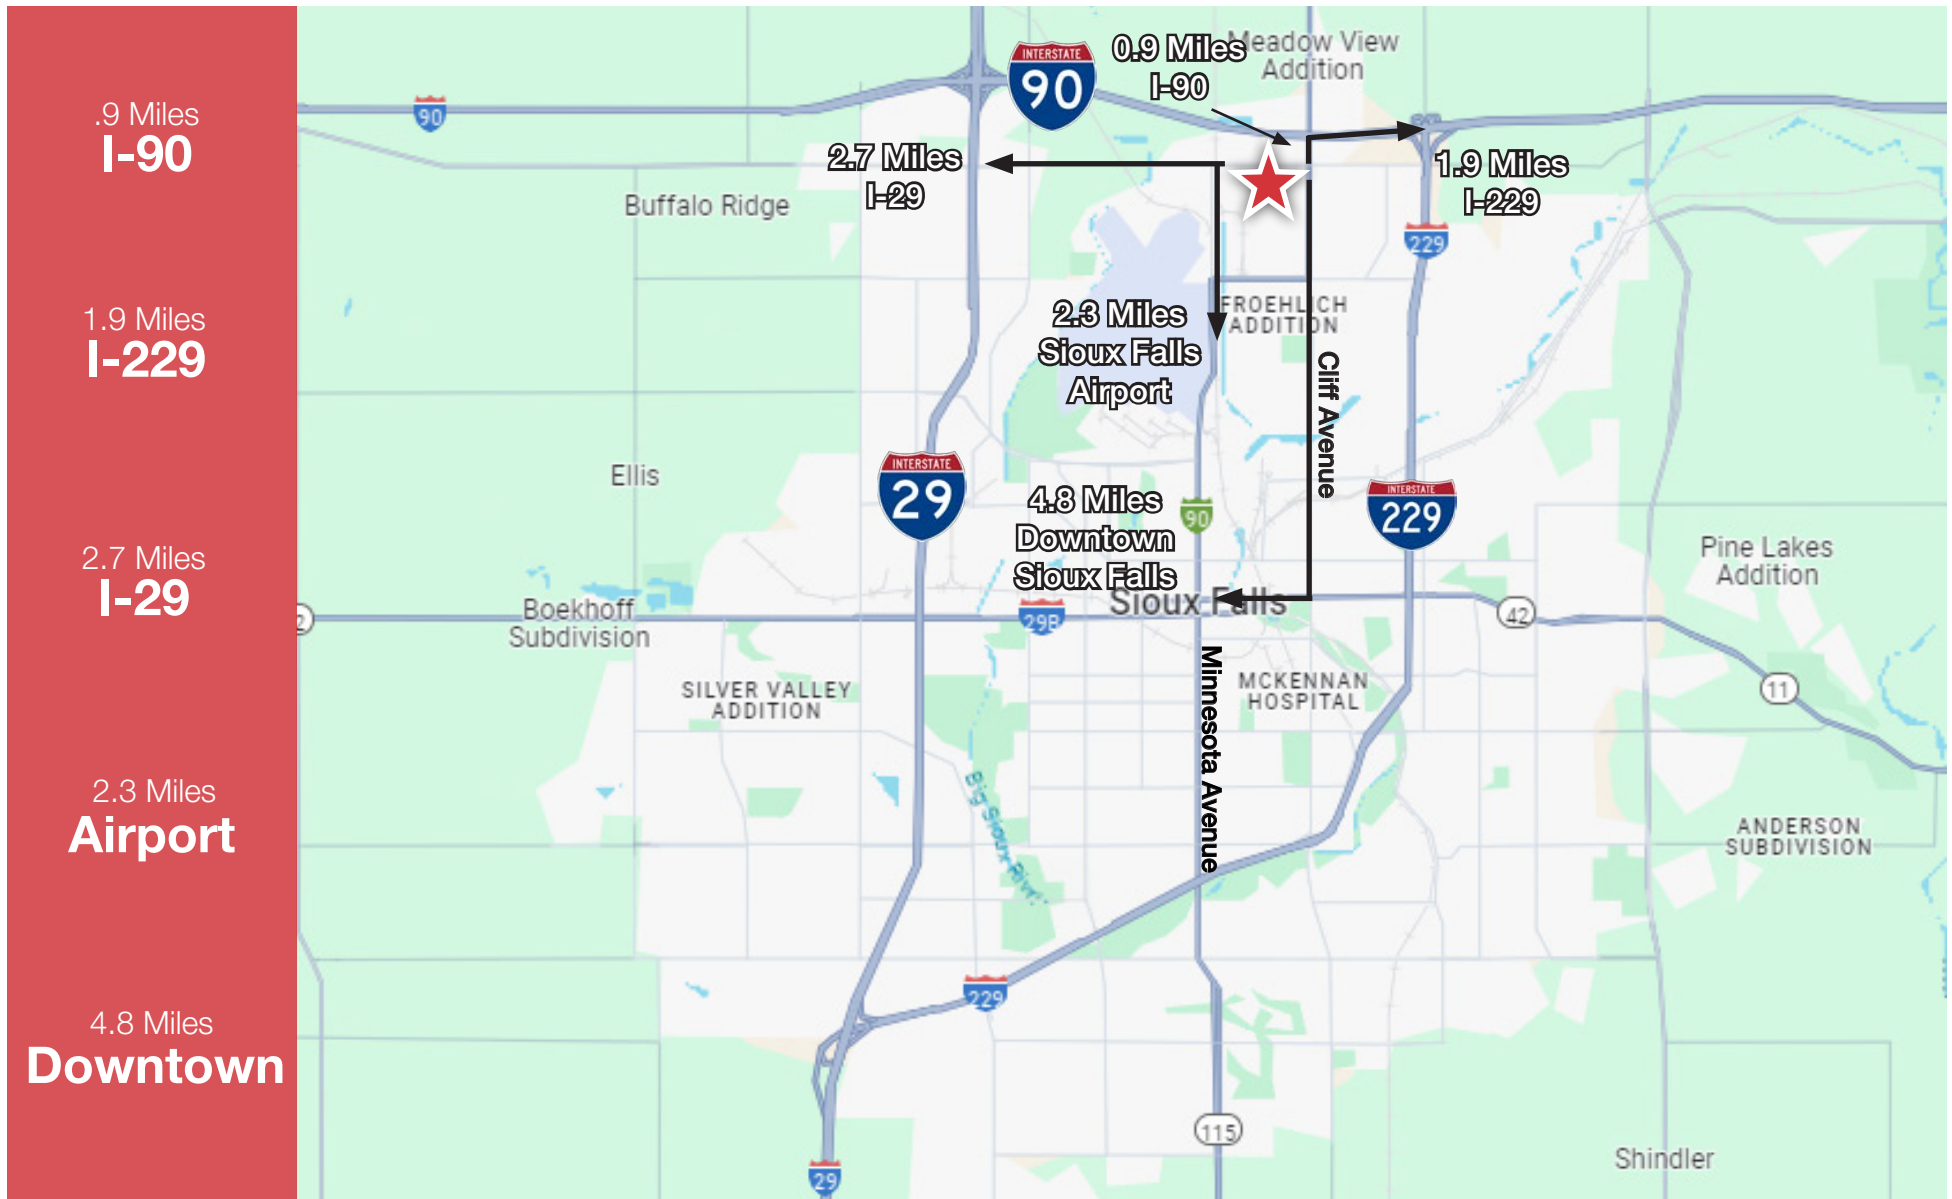 .9 Miles
I-90
1.9 Miles
I-229
2.7 Miles
I-29
2.3 Miles
Airport
4.8 Miles
Downtown
Meadow View
Addition
0.9 Miles
I-90
INTERSTATE
90
90
2.7 Miles
I-29
1.9 Miles
I-229
Buffalo Ridge
229
FROEHLICH
ADDITION
2.3 Miles
Sioux Falls
Airport
Cliff Avenue
Ellis
INTERSTATE
29
4.8 Miles
Downtown
Sioux Falls
90
INTERSTATE
229
Pine Lakes
Addition
Sioux Falls
Boekhoff
Subdivision
2
29B
42
SILVER VALLEY
ADDITION
Minnesota Avenue
MCKENNAN
HOSPITAL
11
Big Sioux River
ANDERSON
SUBDIVISION
229
115
Shindler
29